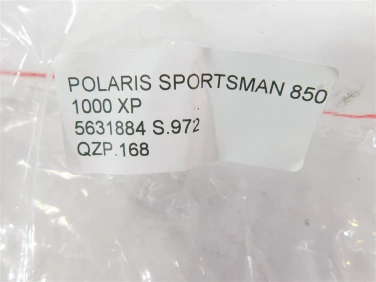 POLARIS SPORTSMAN 850
1000 XP
5631884 S.972
QZP.168